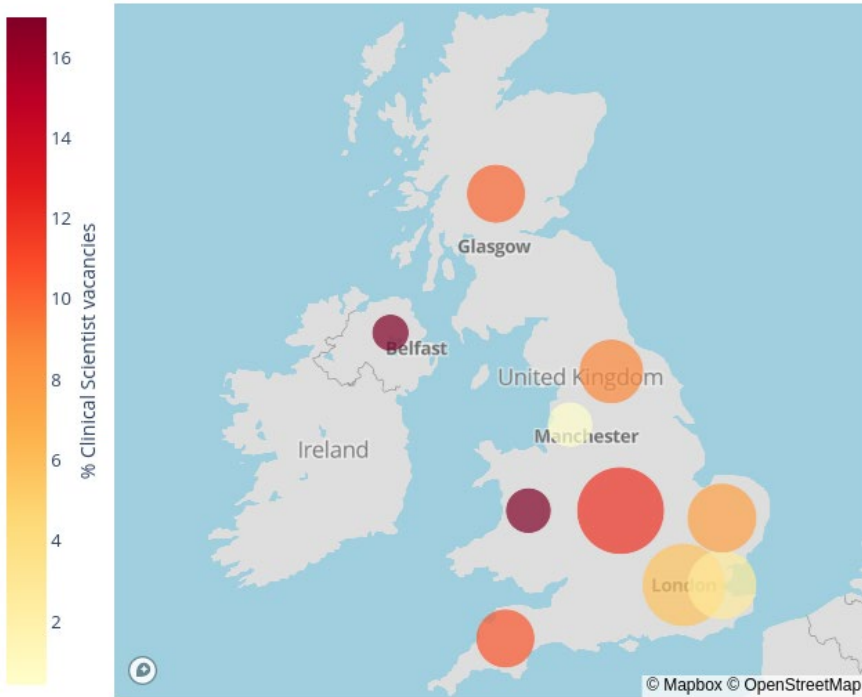 16
14
12
10
8
6
4
2
% Clinical Scientist vacancies
Glasgow
Belfast
United Kingdom
Manchester
Ireland
London
© Mapbox © OpenStreetMap